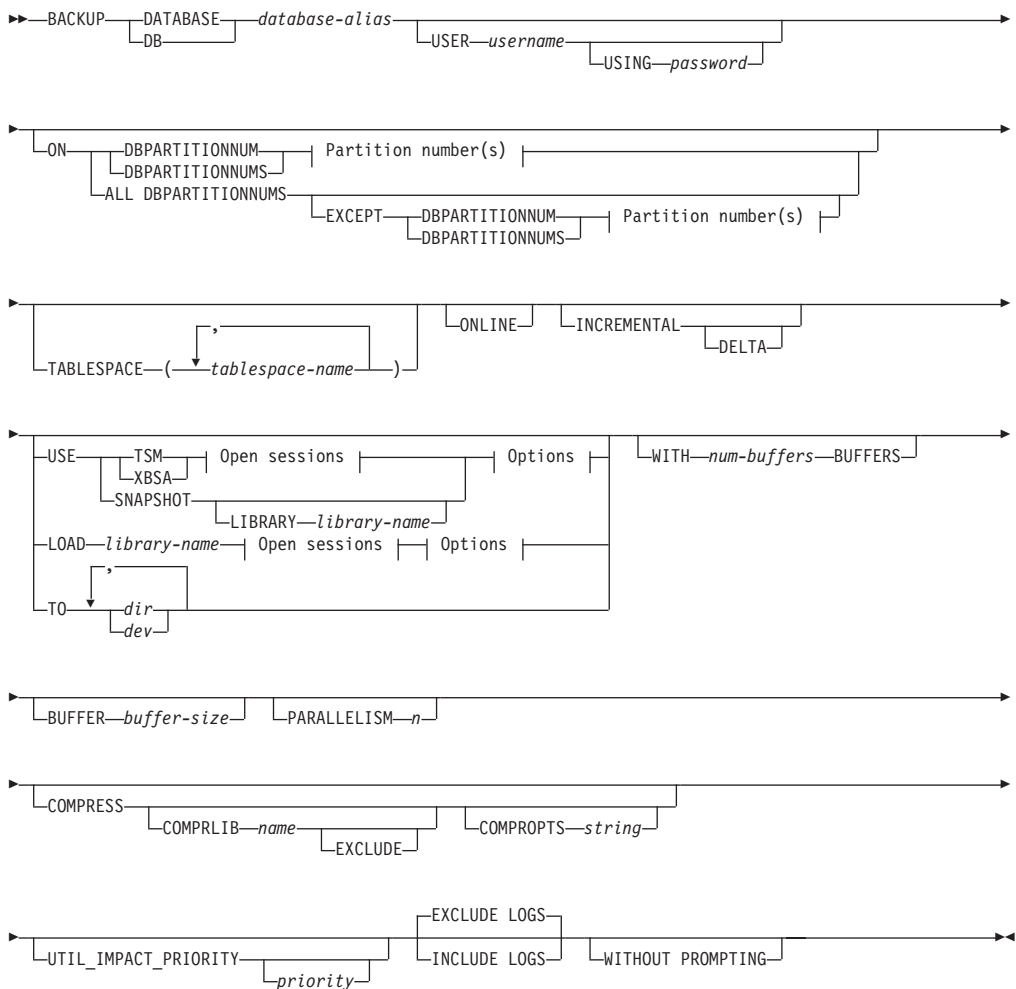 BACKUP DATABASE database-alias
DB USER username
USING password
ON DBPARTITIONNUM Partition number(s)
DBPARTITIONNUMS
ALL DBPARTITIONNUMS
EXCEPT DBPARTITIONNUM Partition number(s)
DBPARTITIONNUMS
, ONLINE INCREMENTAL
DELTA
TABLESPACE ( tablespace-name )
USE TSM Open sessions Options WITH num-buffers BUFFERS
XBSA
SNAPSHOT
LIBRARY library-name
LOAD library-name Open sessions Options
,
TO dir
dev
BUFFER buffer-size PARALLELISM n
COMPRESS
COMPRLIB name COMPROPTS string
EXCLUDE
EXCLUDE LOGS
UTIL_IMPACT_PRIORITY INCLUDE LOGS WITHOUT PROMPTING
priority